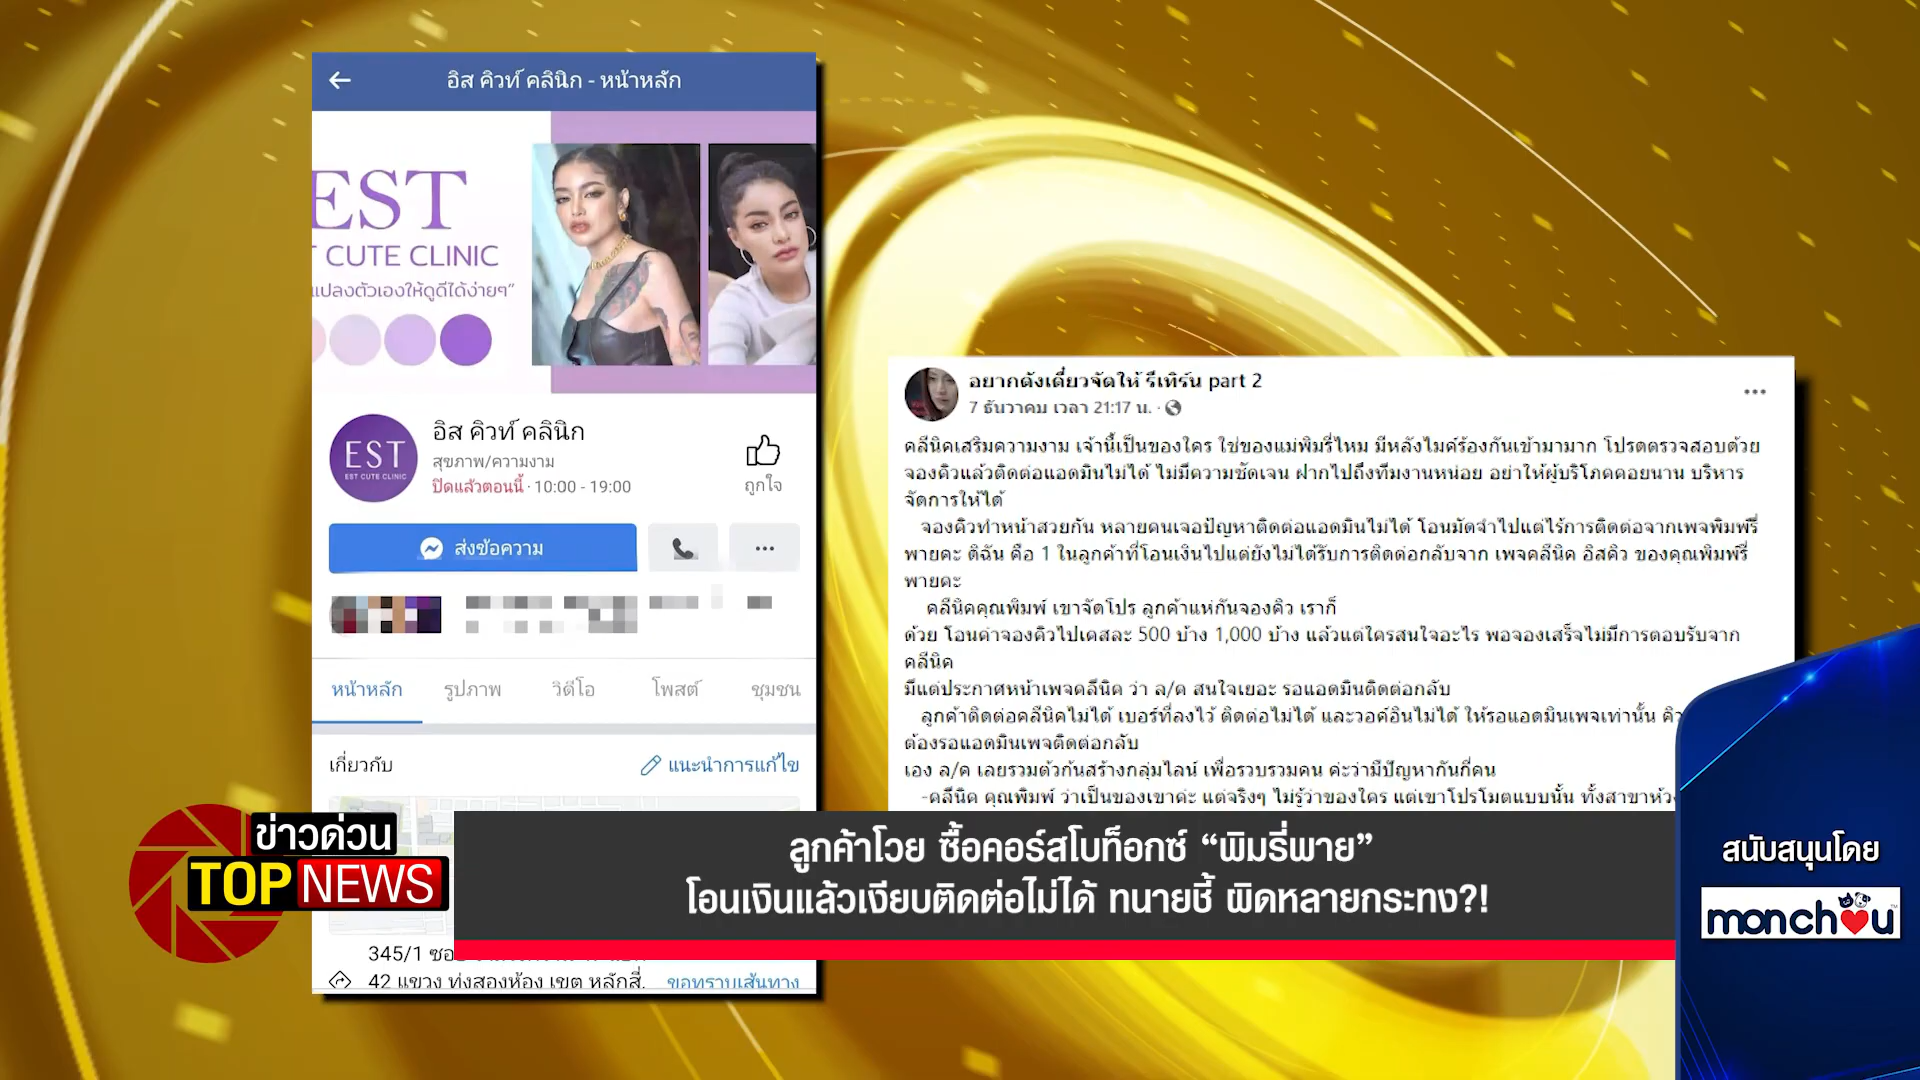 อิส คิวท์ คลินิก - หน้าหลัก
EST
CUTE CLINIC
แปลงตัวเองให้ดูดีได้ง่ายๆ"
EST
EST CUTE CLINIC
อิส คิวท์ คลินิก
สุขภาพ/ความงาม
ปิดแล้วตอนนี้ · 10:00 - 19:00
ถูกใจ
ส่งข้อความ
หน้าหลัก
รูปภาพ
วิดีโอ
โพสต์
ชุมชน
เกี่ยวกับ
แนะนำการแก้ไข
345/1
42 แขวง ทุ่งสองห้อง เขต หลักสี่,
ขอทราบเส้นทาง
อยากดังเดี๋ยวจัดให้ รีเทิร์น part 2
7 ธันวาคม เวลา 21:17 น. ·
คลีนิคเสริมความงาม เจ้านี้เป็นของใคร ใช่ของแม่พิมรี่ไหม มีหลังไมค์ร้องกันเข้ามามาก โปรดตรวจสอบด้วย
จองคิวแล้วติดต่อแอดมินไม่ได้ ไม่มีความชัดเจน ฝากไปถึงทีมงานหน่อย อย่าให้ผู้บริโภคคอยนาน บริหาร
จัดการให้ได้
จองคิวทำหน้าสวยกัน หลายคนเจอปัญหาติดต่อแอดมินไม่ได้ โอนมัดจำไปแต่ไร้การติดต่อจากเพจพิมพ์รี่
พายคะ ดิฉัน คือ 1 ในลูกค้าที่โอนเงินไปแต่ยังไม่ได้รับการติดต่อกลับจาก เพจคลีนิค อิสคิว ของคุณพิมพ์รี่
พายคะ
คลีนิคคุณพิมพ์ เขาจัดโปร ลูกค้าแห่กันจองคิว เราก็
ด้วย โอนค่าจองคิวไปเคสละ 500 บ้าง 1,000 บ้าง แล้วแต่ใครสนใจอะไร พอจองเสร็จไม่มีการตอบรับจาก
คลีนิค
มีแต่ประกาศหน้าเพจคลีนิค ว่า ล/ค สนใจเยอะ รอแอดมินติดต่อกลับ
ลูกค้าติดต่อคลีนิคไม่ได้ เบอร์ที่ลงไว้ ติดต่อไม่ได้ และวอค์อินไม่ได้ ให้รอแอดมินเพจเท่านั้น คิว
ต้องรอแอดมินเพจติดต่อกลับ
เอง ล/ค เลยรวมตัวกันสร้างกลุ่มไลน์ เพื่อรวบรวมคน ค่ะว่ามีปัญหากันกี่คน
-คลีนิค คุณพิมพ์ ว่าเป็นของเขาค่ะ แต่จริงๆ ไม่รู้ว่าของใคร แต่เขาโปรโมตแบบนั้น ทั้งสาขาห้ว
ข่าวด่วน
TOP NEWS
ลูกค้าโวย ซื้อคอร์สโบท็อกซ์ “พิมรี่พาย”
โอนเงินแล้วเงียบติดต่อไม่ได้ ทนายชี้ ผิดหลายกระทง?!
สนับสนุนโดย
monchou